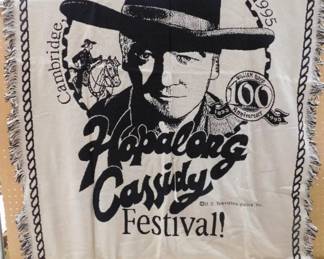 Cambridge,
1995
100
Anniversary
Hopalong
Cassidy
Festival!